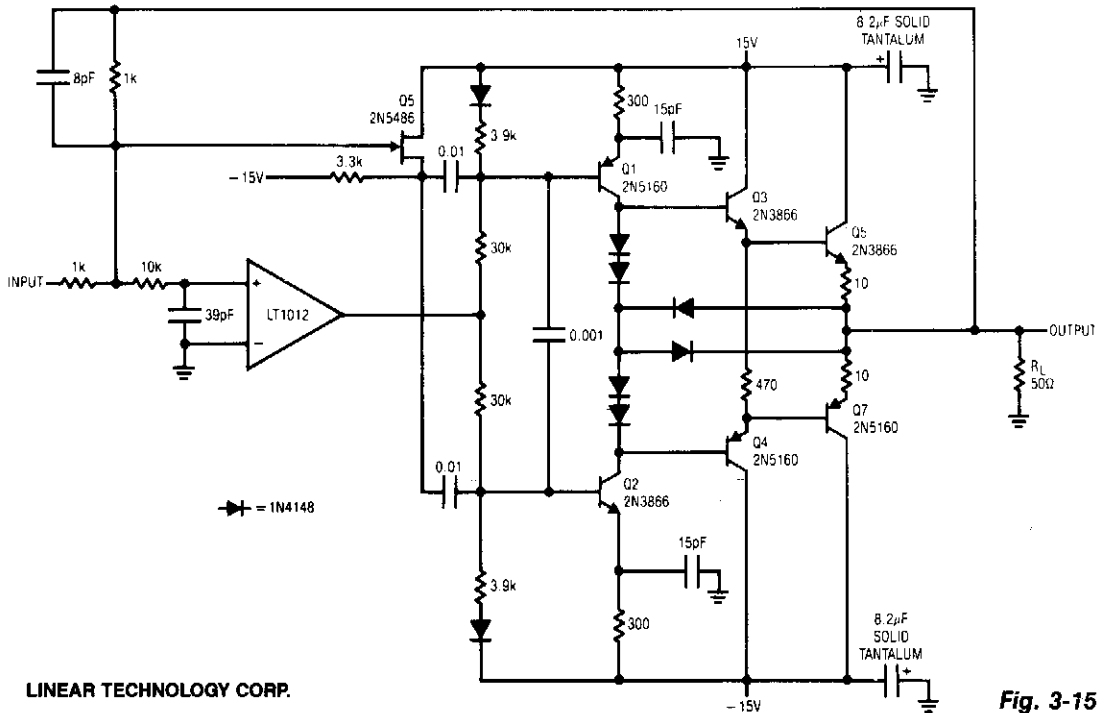 8pF
1k
Q5
2N5486
8.2µF SOLID
TANTALUM
+
15V
300
15pF
3.9k
0.01
3.3k
-15V
Q1
2N5160
Q3
2N3866
Q5
2N3866
30k
10
INPUT
1k
10k
+
LT1012
-
39pF
0.001
OUTPUT
RL
50Ω
470
10
30k
Q7
2N5160
Q4
2N5160
0.01
Q2
2N3866
= 1N4148
15pF
3.9k
300
8.2µF
SOLID
TANTALUM
+
-15V
LINEAR TECHNOLOGY CORP.
Fig. 3-15